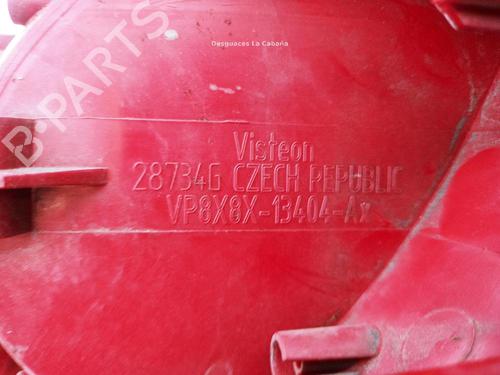 Desguaces La Cabaña
B-PARTS
Visteon
28734G CZECH REPUBLIC
VP8X8X-13404-Ax